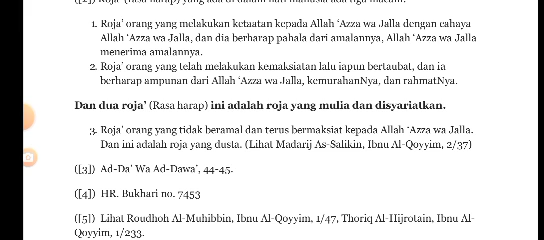 1. Roja' orang yang melakukan ketaatan kepada Allah 'Azza wa Jalla dengan cahaya
Allah 'Azza wa Jalla, dan dia berharap pahala dari amalannya, Allah 'Azza wa Jalla
menerima amalannya.
2. Roja' orang yang telah melakukan kemaksiatan lalu iapun bertaubat, dan ia
berharap ampunan dari Allah 'Azza wa Jalla, kemurahanNya, dan rahmatNya.
Dan dua roja' (Rasa harap) ini adalah roja yang mulia dan disyariatkan.
3. Roja' orang yang tidak beramal dan terus bermaksiat kepada Allah 'Azza wa Jalla.
Dan ini adalah roja yang dusta. (Lihat Madarij As-Salikin, Ibnu Al-Qoyyim, 2/37)
([3]) Ad-Da' Wa Ad-Dawa', 44-45.
([4]) HR. Bukhari no. 7453
([5]) Lihat Roudhoh Al-Muhibbin, Ibnu Al-Qoyyim, 1/47, Thoriq Al-Hijrotain, Ibnu Al-
Qoyyim, 1/233.